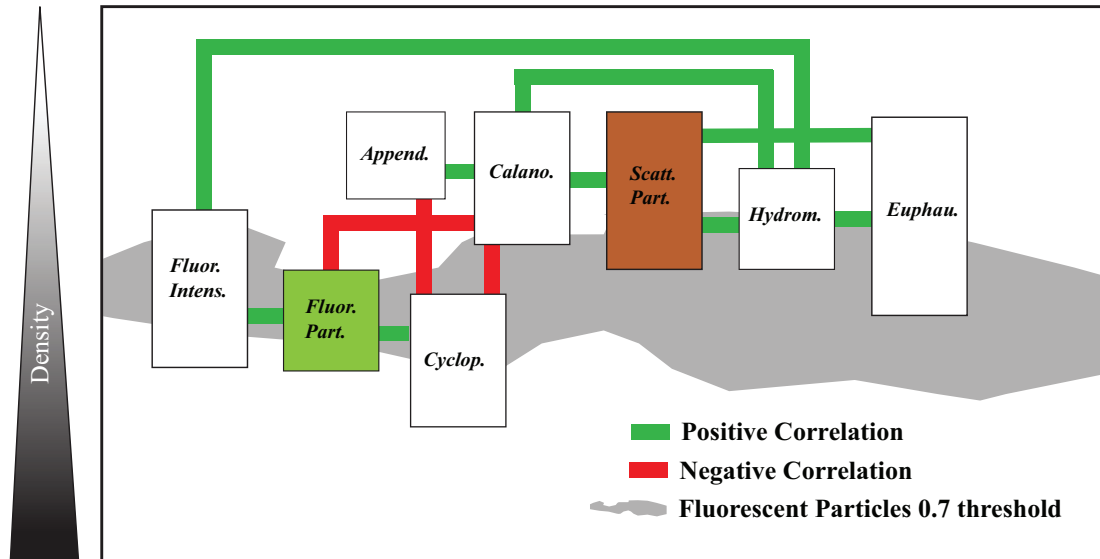 Density
Append.
Calano.
Scatt.
Part.
Hydrom.
Euphau.
Fluor.
Intens.
Fluor.
Part.
Cyclop.
Positive Correlation
Negative Correlation
Fluorescent Particles 0.7 threshold